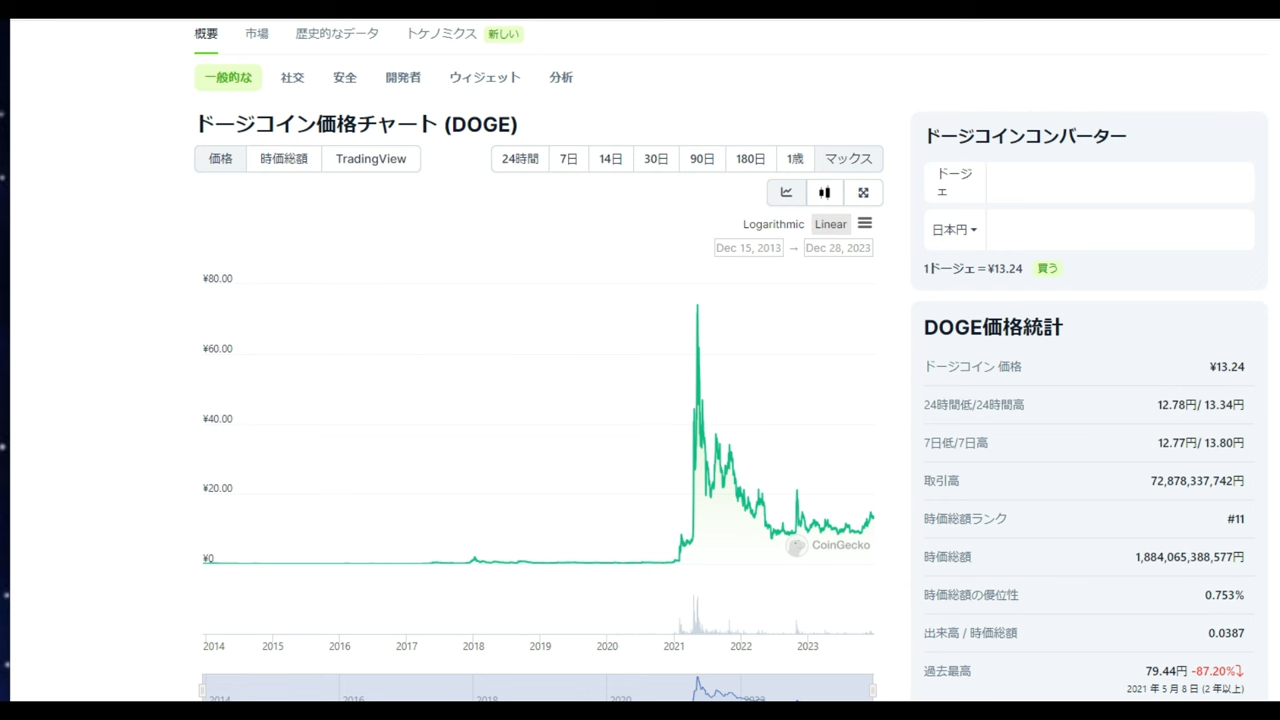 概要 市場 歴史的なデータ トケノミクス 新しい
一般的な 社交 安全 開発者 ウィジェット 分析
ドージコイン価格チャート (DOGE)
価格 時価総額 TradingView 24時間 7日 14日 30日 90日 180日 1歳 マックス
Logarithmic Linear
Dec 15, 2013 → Dec 28, 2023
¥80.00
¥60.00
¥40.00
¥20.00
¥0
CoinGecko
2014 2015 2016 2017 2018 2019 2020 2021 2022 2023
2014 2016 2018 2020 2022
ドージコインコンバーター
ドージ
エ
日本円
1ドージェ=¥13.24 買う
DOGE価格統計
ドージコイン 価格 ¥13.24
24時間低/24時間高 12.78円/ 13.34円
7日低/7日高 12.77円/ 13.80円
取引高 72,878,337,742円
時価総額ランク #11
時価総額 1,884,065,388,577円
時価総額の優位性 0.753%
出来高 / 時価総額 0.0387
過去最高 79.44円 -87.20%
2021 年 5 月 8 日 (2 年以上)